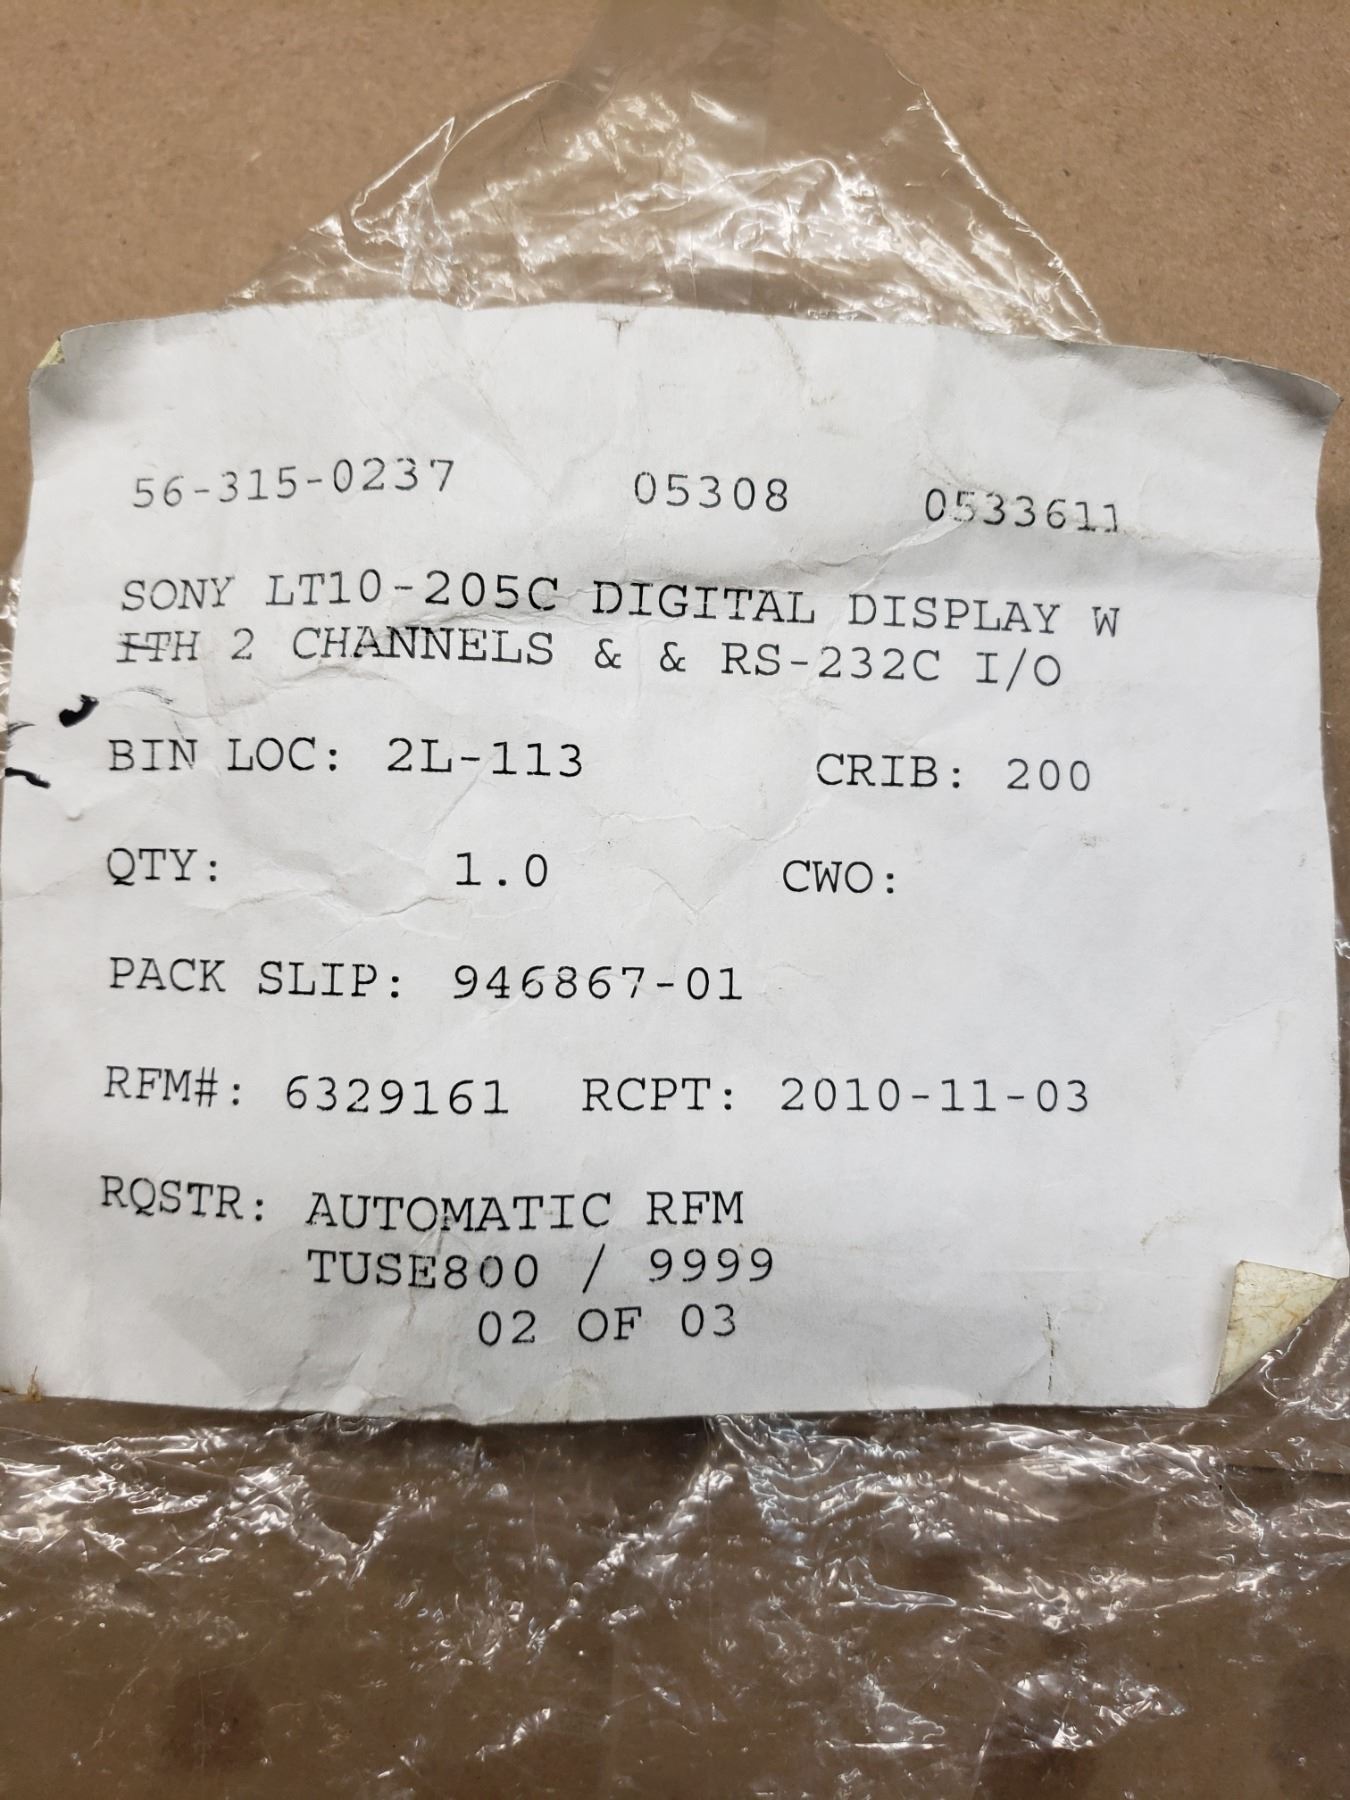 56-315-0237 05308 0533611
SONY LT10-205C DIGITAL DISPLAY W
ITH 2 CHANNELS & & RS-232C I/O
BIN LOC: 2L-113 CRIB: 200
QTY: 1.0 CWO:
PACK SLIP: 946867-01
RFM#: 6329161 RCPT: 2010-11-03
RQSTR: AUTOMATIC RFM
TUSE800 / 9999
02 OF 03